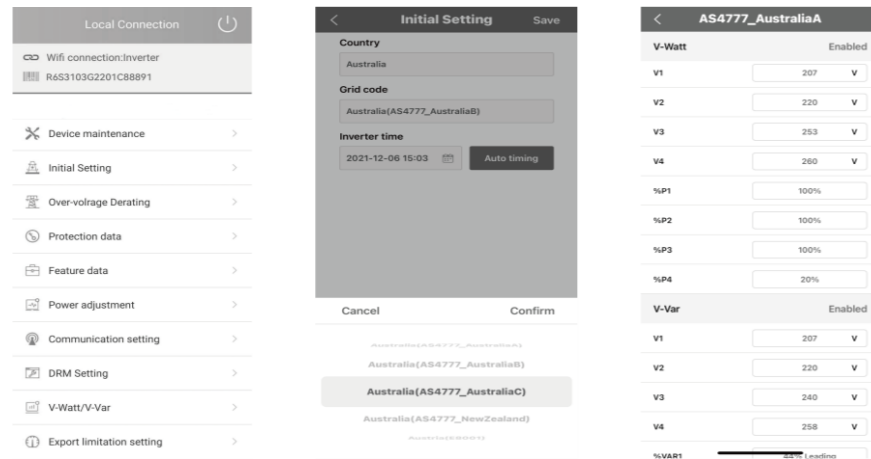 Local Connection
Wifi connection:Inverter
R6S3103G2201C88891
Device maintenance
Initial Setting
Over-volrage Derating
Protection data
Feature data
Power adjustment
Communication setting
DRM Setting
V-Watt/V-Var
Export limitation setting
Initial Setting Save
Country
Australia
Grid code
Australia(AS4777_AustraliaB)
Inverter time
2021-12-06 15:03 Auto timing
Cancel Confirm
Australia(AS4777_AustraliaA)
Australia(AS4777_AustraliaB)
Australia(AS4777_AustraliaC)
Australia(AS4777_NewZealand)
AS4777_AustraliaA
V-Watt Enabled
V1 207 V
V2 220 V
V3 253 V
V4 260 V
%P1 100%
%P2 100%
%P3 100%
%P4 20%
V-Var Enabled
V1 207 V
V2 220 V
V3 240 V
V4 258 V
%VAR1 44% Leading